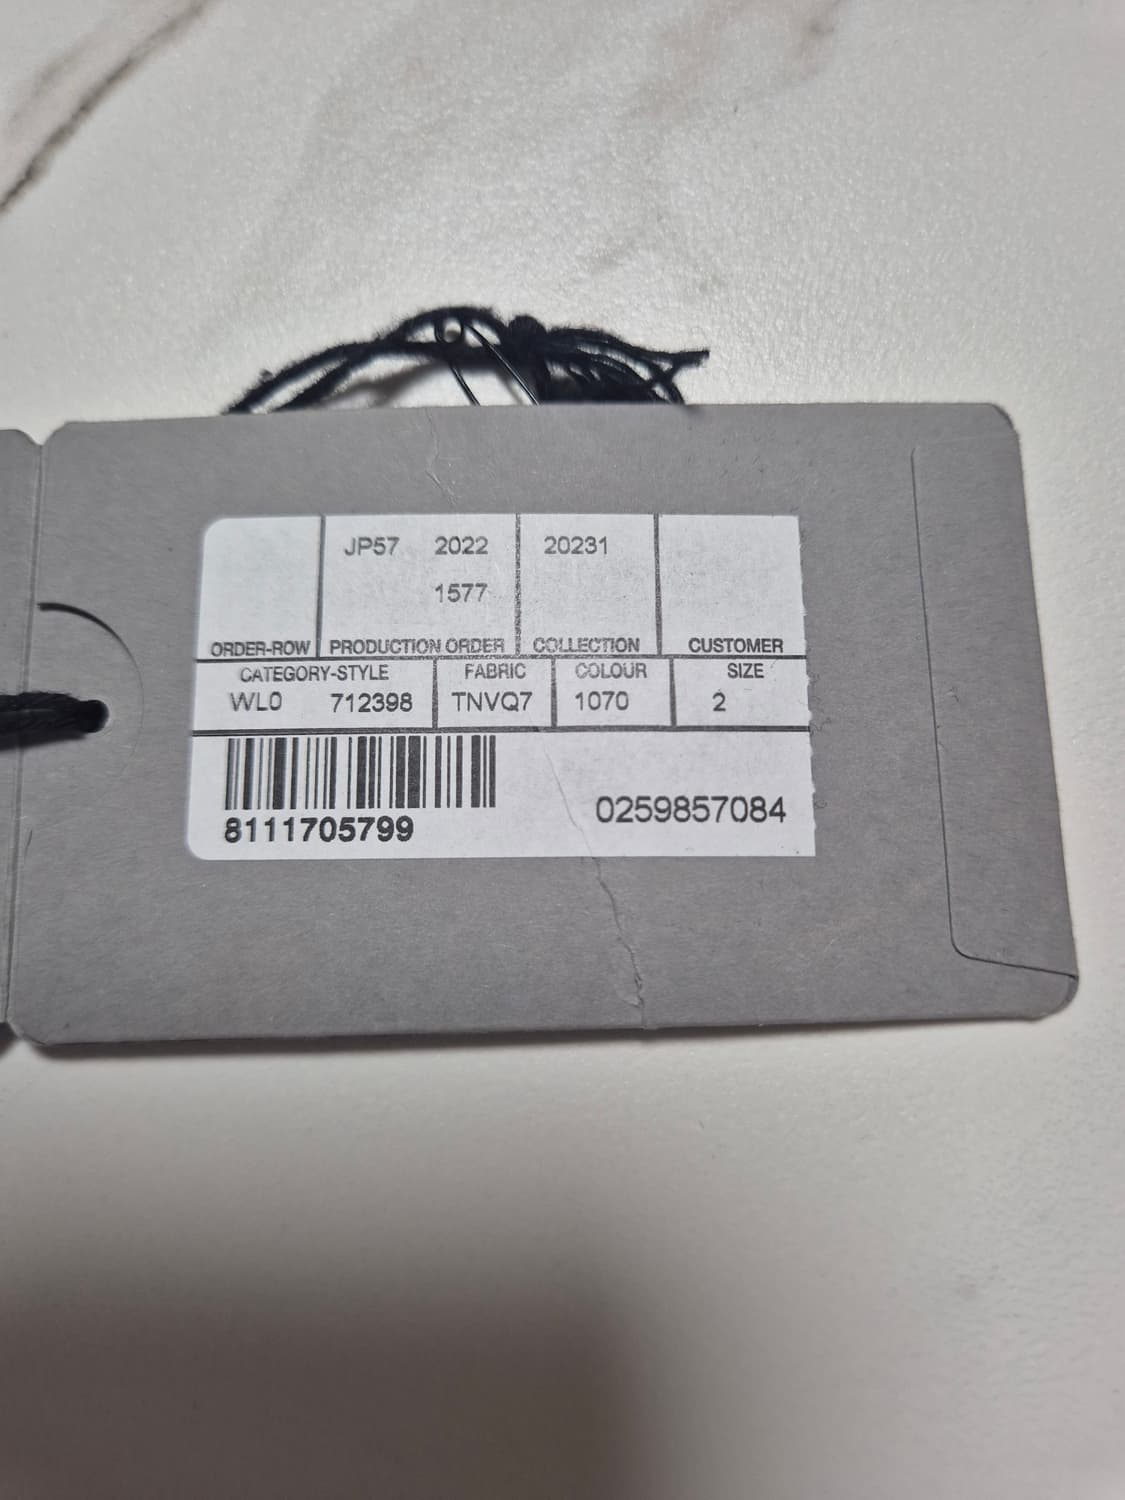 JP57 2022 20231
1577
ORDER-ROW PRODUCTION ORDER COLLECTION CUSTOMER
CATEGORY-STYLE FABRIC COLOUR SIZE
WL0 712398 TNVQ7 1070 2
0259857084
8111705799